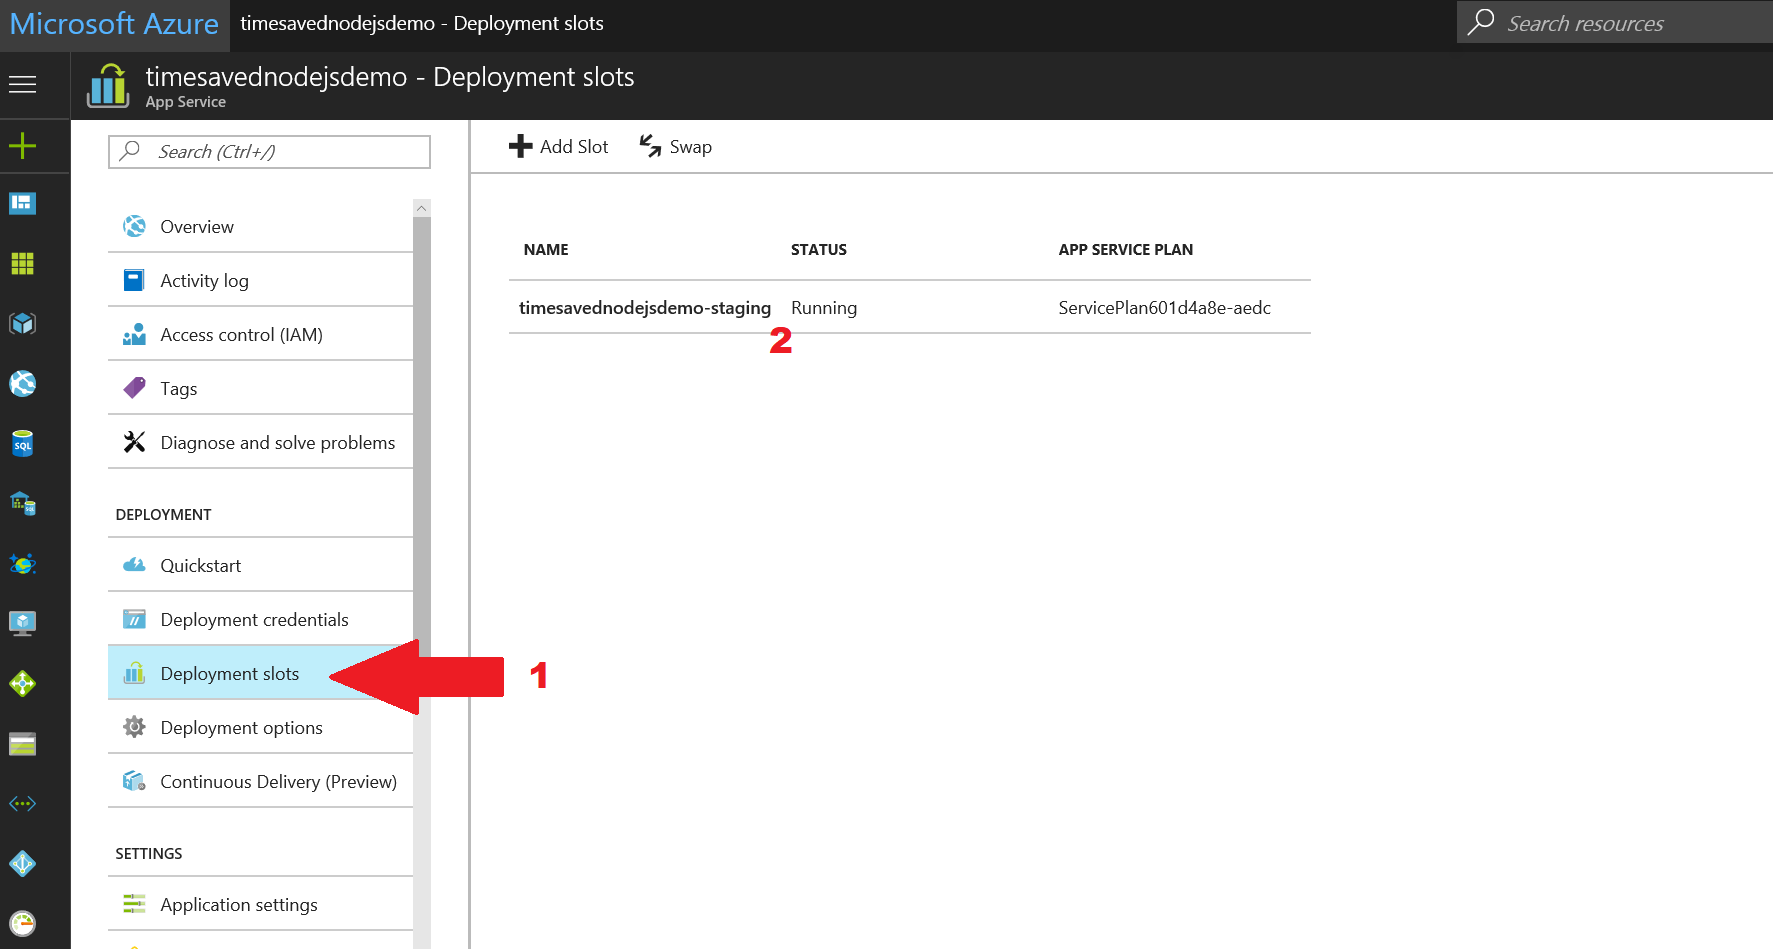 Microsoft Azure timesavednodejsdemo - Deployment slots Search resources
timesavednodejsdemo - Deployment slots
App Service
Search (Ctrl+/)
Overview
Activity log
Access control (IAM)
Tags
Diagnose and solve problems
DEPLOYMENT
Quickstart
Deployment credentials
Deployment slots
1
Deployment options
Continuous Delivery (Preview)
SETTINGS
Application settings
Add Slot Swap
NAME STATUS APP SERVICE PLAN
timesavednodejsdemo-staging Running ServicePlan601d4a8e-aedc
2
SQL